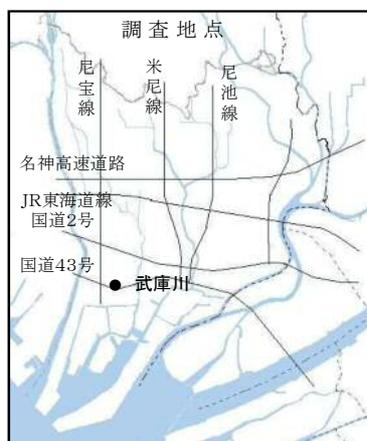 調査地点
尼宝線
米尼線
尼池線
名神高速道路
JR東海道線
国道2号
国道43号
武庫川